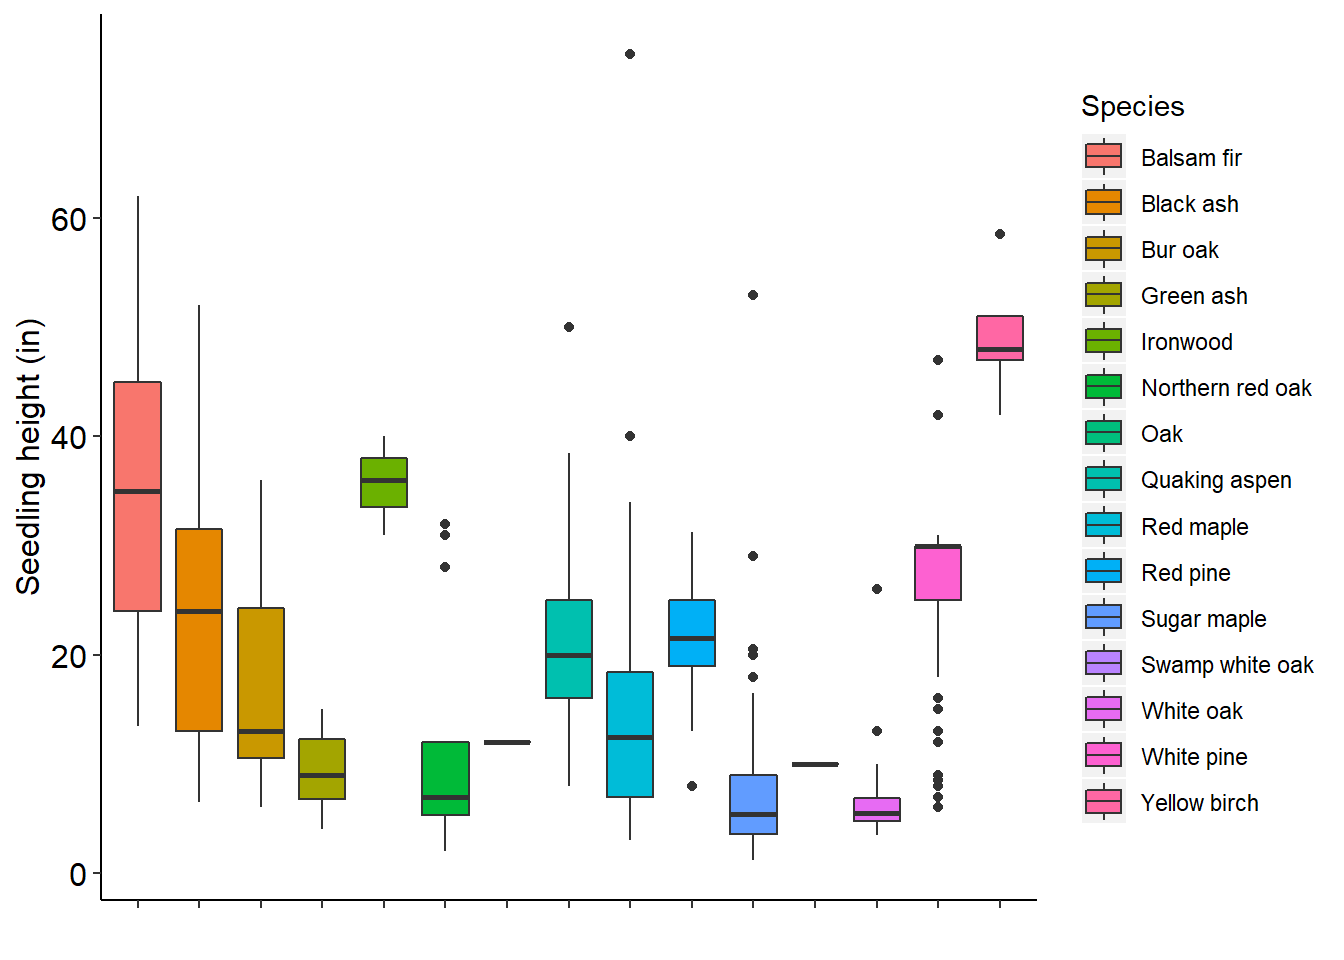 Seedling height (in)
60
40
20
0
Species
Balsam fir
Black ash
Bur oak
Green ash
Ironwood
Northern red oak
Oak
Quaking aspen
Red maple
Red pine
Sugar maple
Swamp white oak
White oak
White pine
Yellow birch